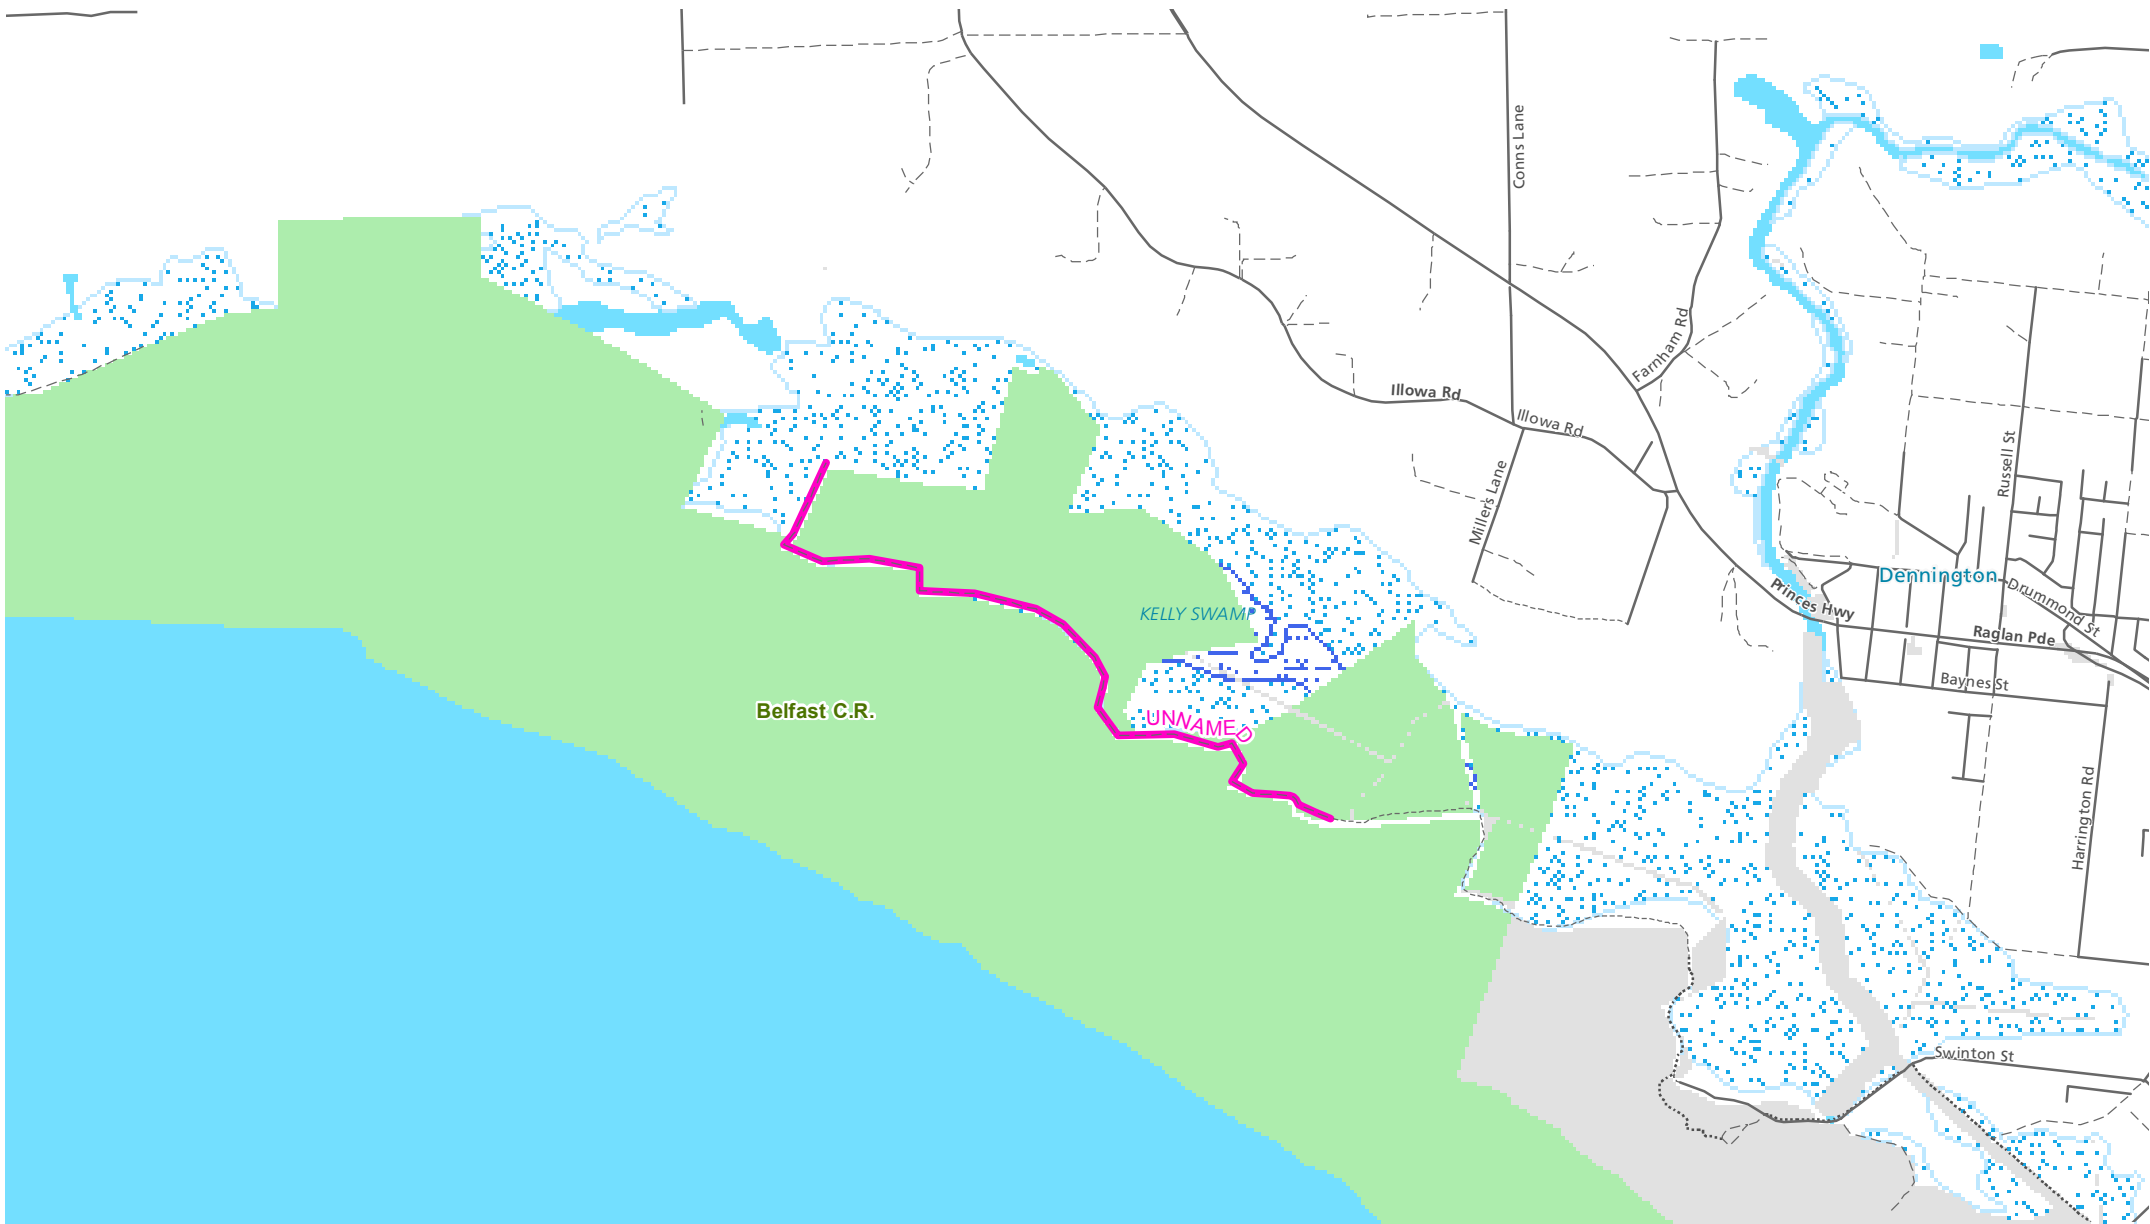 Conns Lane
Farnham Rd
Illowa Rd
Illowa Rd
Millers Lane
Russell St
Dennington
Drummond St
Princes Hwy
KELLY SWAMP
Raglan Pde
Baynes St
Belfast C.R.
UNNAMED
Harrington Rd
Swinton St